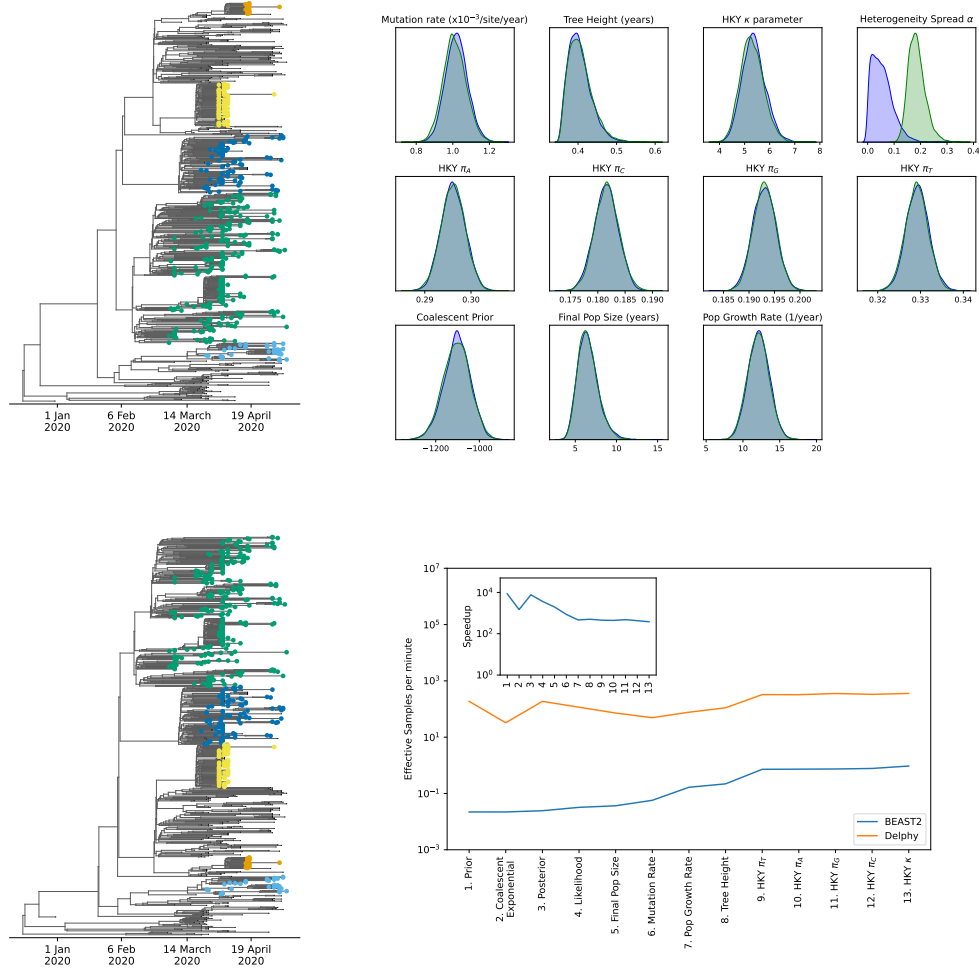 1 Jan
2020
6 Feb
2020
14 March
2020
19 April
2020
Mutation rate (x10⁻³/site/year)
0.8
1.0
1.2
Tree Height (years)
0.4
0.5
0.6
HKY κ parameter
4
5
6
7
8
Heterogeneity Spread α
0.0
0.1
0.2
0.3
0.4
HKY π_A
0.29
0.30
HKY π_C
0.175
0.180
0.185
0.190
HKY π_G
0.185
0.190
0.195
0.200
HKY π_T
0.32
0.33
0.34
Coalescent Prior
−1200
−1000
Final Pop Size (years)
5
10
15
Pop Growth Rate (1/year)
5
10
15
20
1 Jan
2020
6 Feb
2020
14 March
2020
19 April
2020
Effective Samples per minute
10⁷
10⁵
10³
10¹
10⁻¹
10⁻³
Speedup
10⁴
10²
10⁰
1
2
3
4
5
6
7
8
9
10
11
12
13
BEAST2
Delphy
1. Prior
2. Coalescent
Exponential
3. Posterior
4. Likelihood
5. Final Pop Size
6. Mutation Rate
7. Pop Growth Rate
8. Tree Height
9. HKY π_T
10. HKY π_A
11. HKY π_G
12. HKY π_C
13. HKY κ